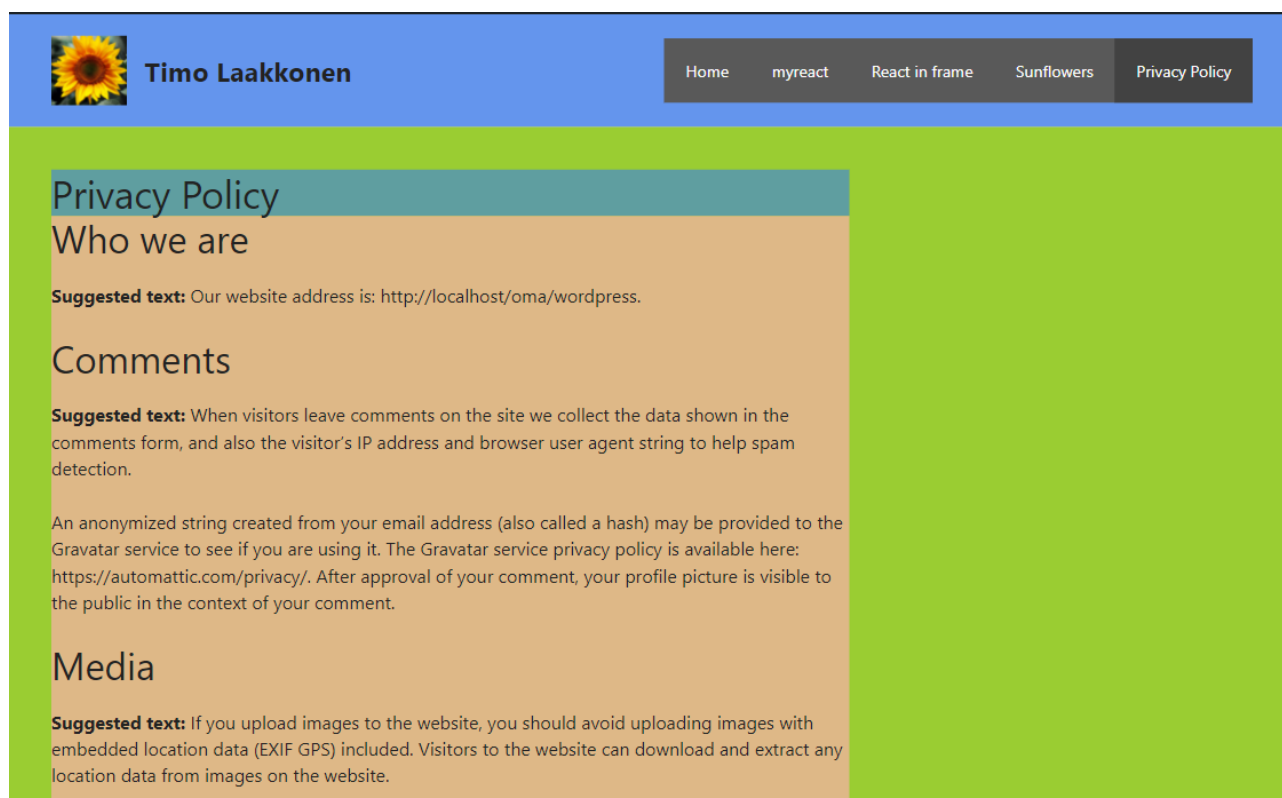 Timo Laakkonen
Home myreact React in frame Sunflowers Privacy Policy
Privacy Policy
Who we are
Suggested text: Our website address is: http://localhost/oma/wordpress.
Comments
Suggested text: When visitors leave comments on the site we collect the data shown in the
comments form, and also the visitor’s IP address and browser user agent string to help spam
detection.
An anonymized string created from your email address (also called a hash) may be provided to the
Gravatar service to see if you are using it. The Gravatar service privacy policy is available here:
https://automattic.com/privacy/. After approval of your comment, your profile picture is visible to
the public in the context of your comment.
Media
Suggested text: If you upload images to the website, you should avoid uploading images with
embedded location data (EXIF GPS) included. Visitors to the website can download and extract any
location data from images on the website.